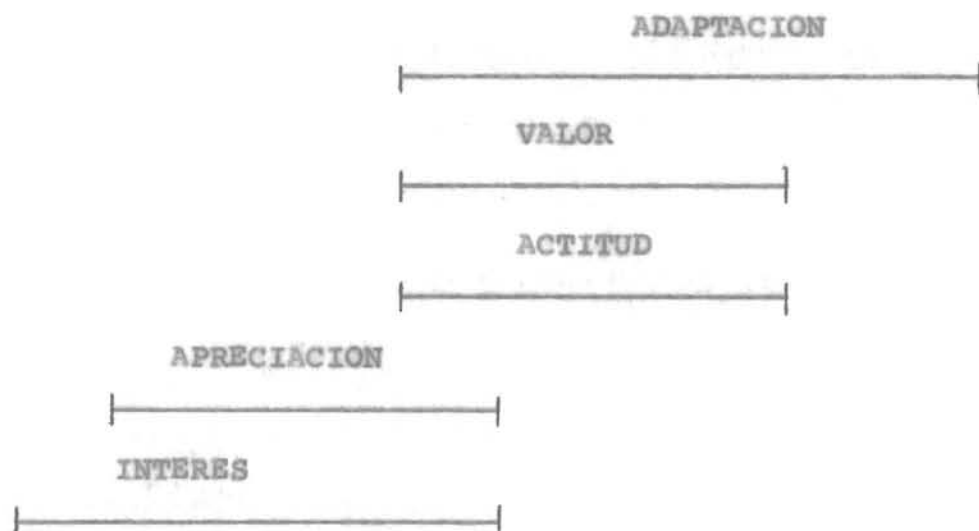 ADAPTACION
VALOR
ACTITUD
APRECIACION
INTERES